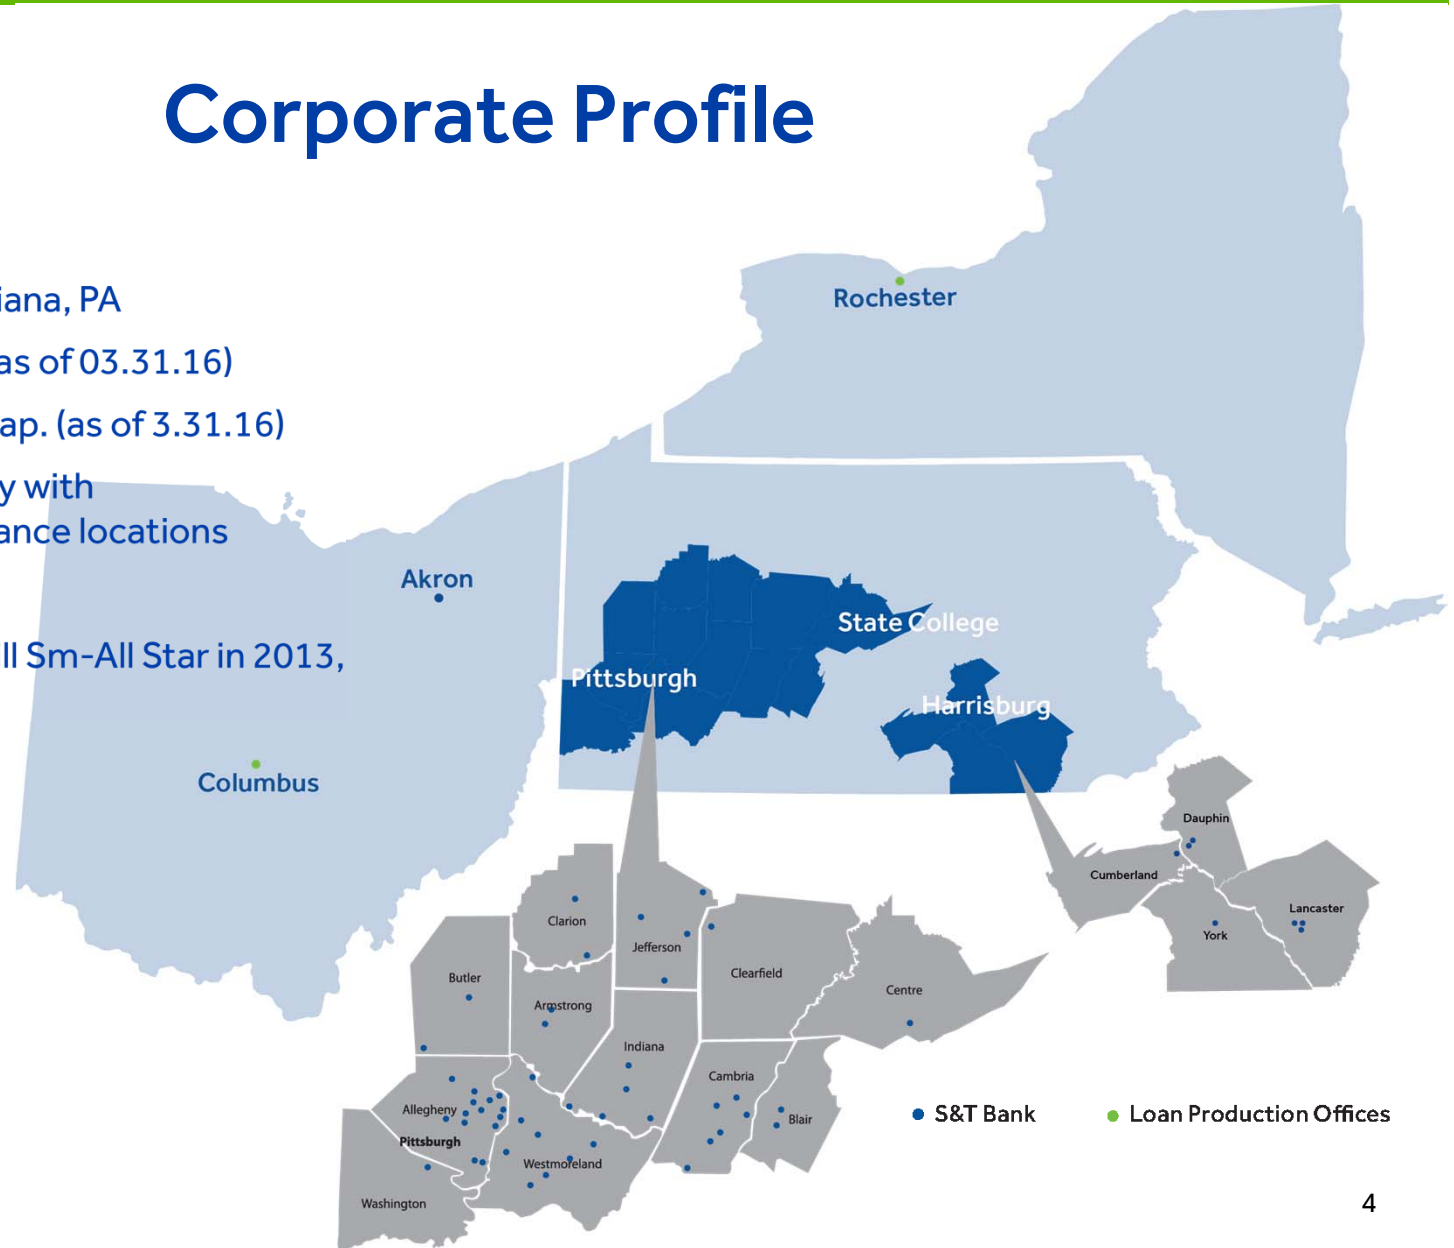 Corporate Profile
iana, PA
as of 03.31.16)
ap. (as of 3.31.16)
y with
ance locations
ll Sm-All Star in 2013,
Rochester
Akron
Columbus
State College
Pittsburgh
Harrisburg
Dauphin
Cumberland
Lancaster
York
Clarion
Jefferson
Butler
Clearfield
Armstrong
Centre
Indiana
Cambria
Allegheny
Blair
Pittsburgh
Westmoreland
Washington
S&T Bank
Loan Production Offices
4